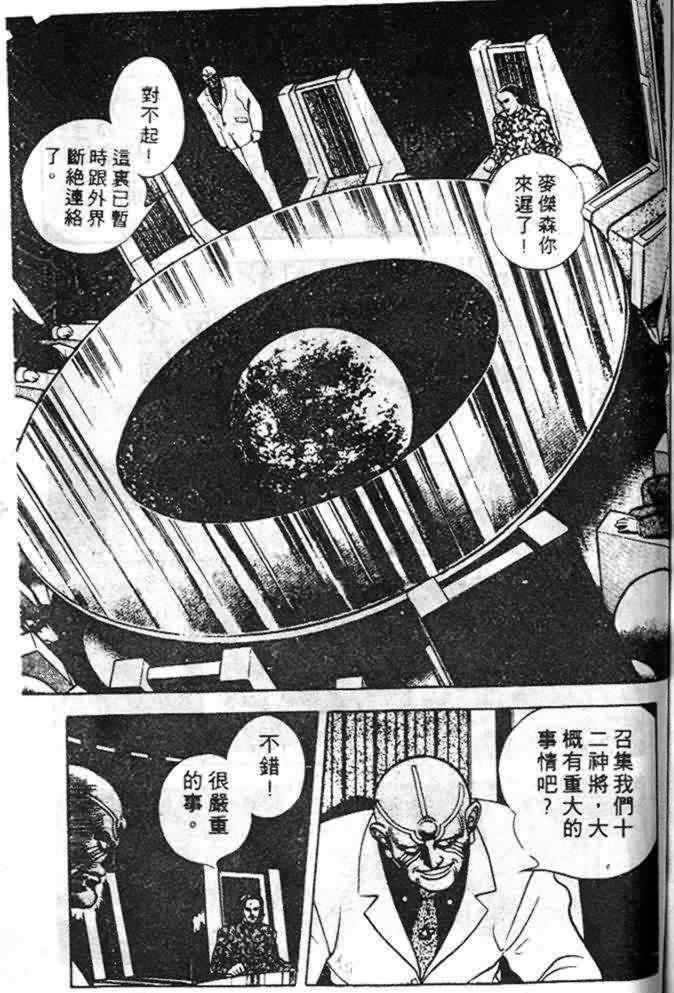 麥傑森你
來遲了！
對不起！
這裏已暫
時跟外界
斷絕連絡
了。
召集我們十
二神將，大
概有重大的
事情吧？
不錯！
很嚴重
的事。